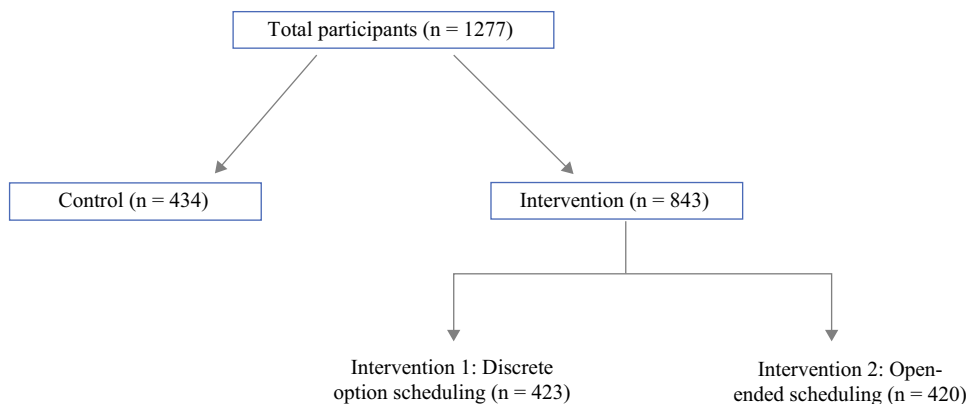 Total participants (n = 1277)
Control (n = 434)
Intervention (n = 843)
Intervention 1: Discrete
option scheduling (n = 423)
Intervention 2: Open-
ended scheduling (n = 420)